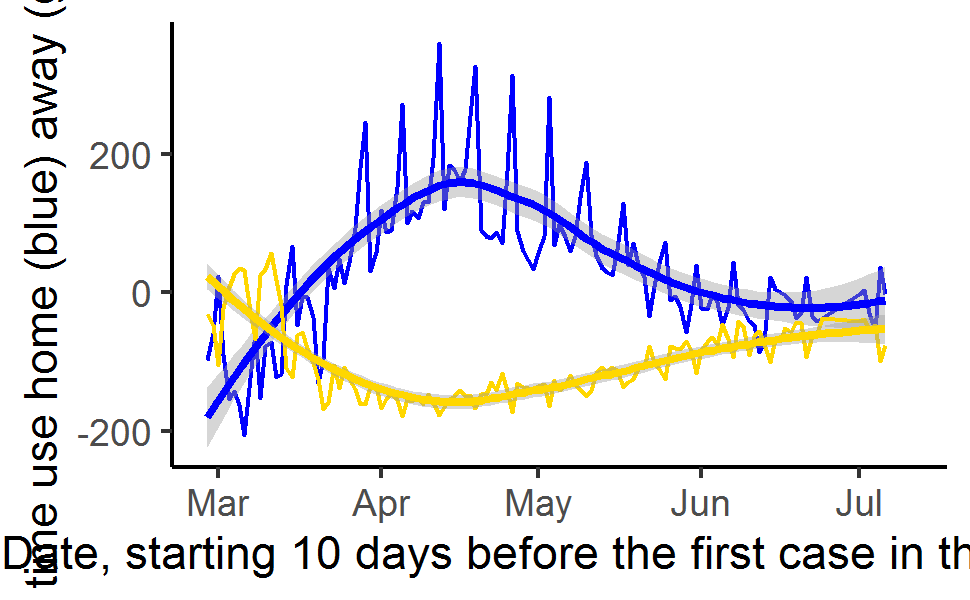 time use home (blue) away (
200
0
-200
Mar Apr May Jun Jul
Date, starting 10 days before the first case in th